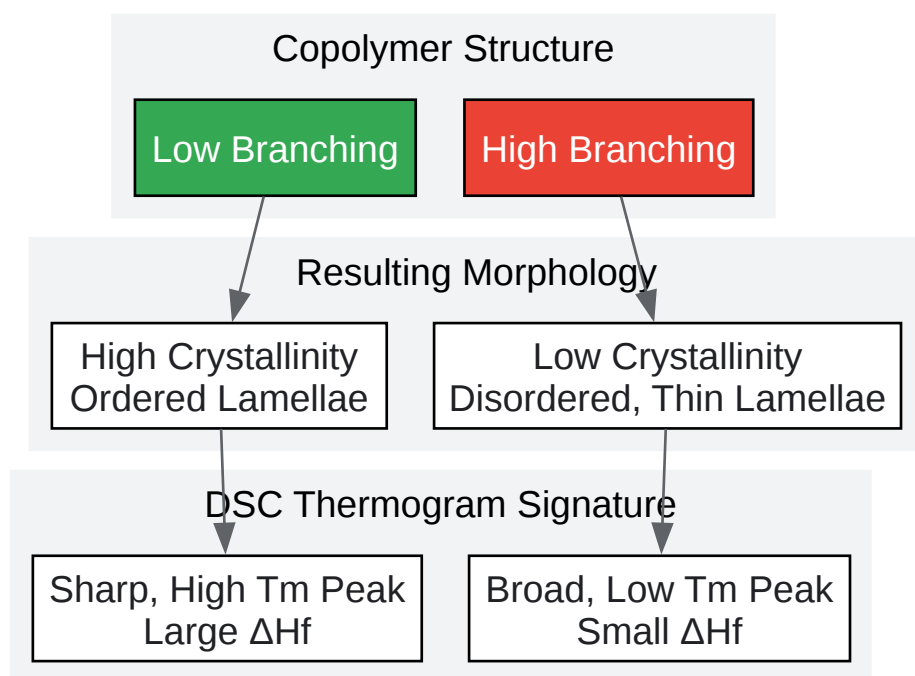 Copolymer Structure
Low Branching
High Branching
Resulting Morphology
High Crystallinity
Ordered Lamellae
Low Crystallinity
Disordered, Thin Lamellae
DSC Thermogram Signature
Sharp, High Tm Peak
Large ΔHf
Broad, Low Tm Peak
Small ΔHf